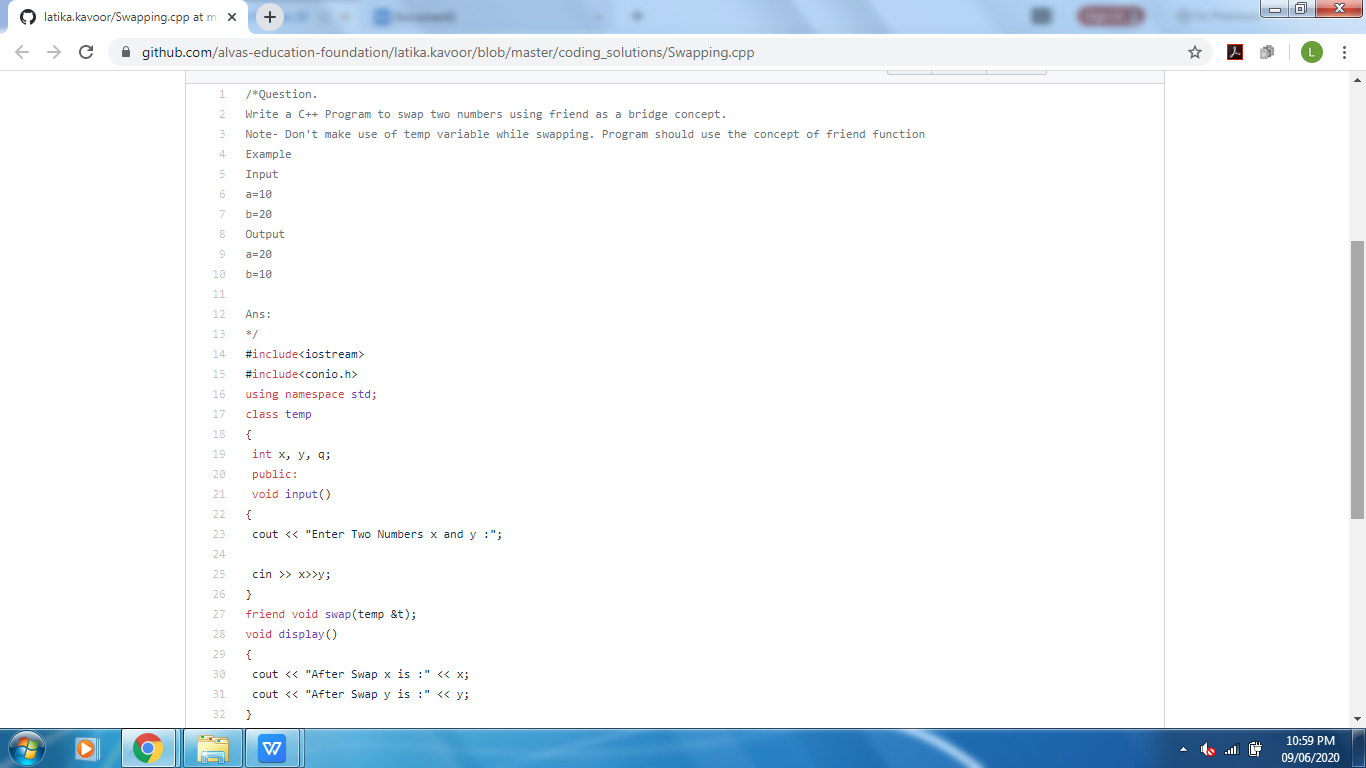 latika.kavoor/Swapping.cpp at m
github.com/alvas-education-foundation/latika.kavoor/blob/master/coding_solutions/Swapping.cpp
L
1 /*Question.
2 Write a C++ Program to swap two numbers using friend as a bridge concept.
3 Note- Don't make use of temp variable while swapping. Program should use the concept of friend function
4 Example
5 Input
6 a=10
7 b=20
8 Output
9 a=20
10 b=10
11
12 Ans:
13 */
14 #include<iostream>
15 #include<conio.h>
16 using namespace std;
17 class temp
18 {
19 int x, y, q;
20 public:
21 void input()
22 {
23 cout << "Enter Two Numbers x and y :";
24
25 cin >> x>>y;
26 }
27 friend void swap(temp &t);
28 void display()
29 {
30 cout << "After Swap x is :" << x;
31 cout << "After Swap y is :" << y;
32 }
W
10:59 PM
09/06/2020